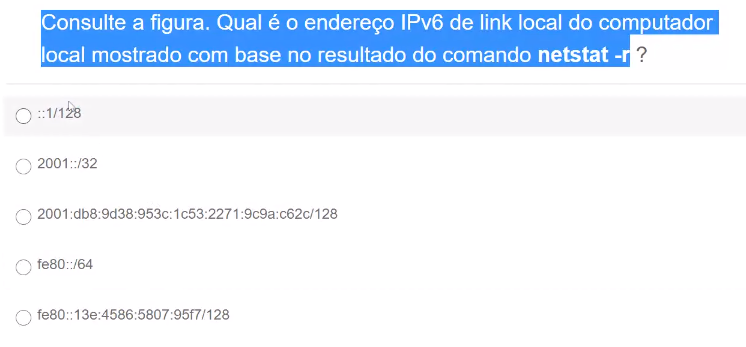 Consulte a figura. Qual é o endereço IPv6 de link local do computador
local mostrado com base no resultado do comando netstat -r ?
::1/128
2001::/32
2001:db8:9d38:953c:1c53:2271:9c9a:c62c/128
fe80::/64
fe80::13e:4586:5807:95f7/128